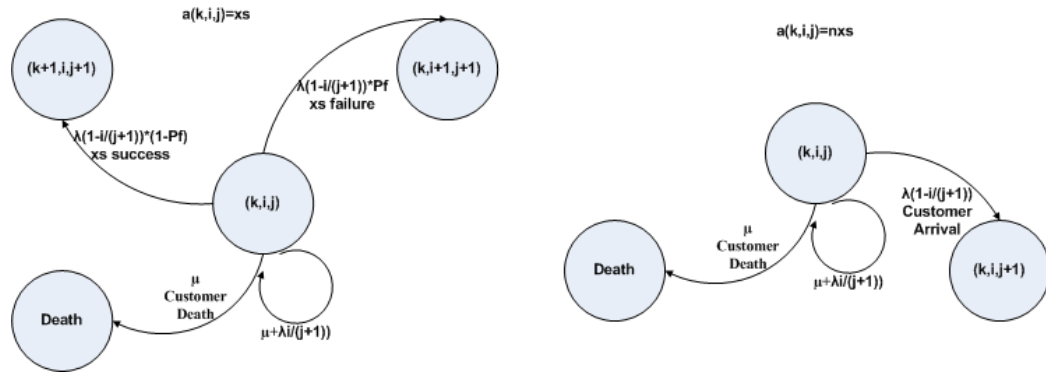 a(k,i,j)=xs
(k+1,i,j+1)
(k,i+1,j+1)
λ(1-i/(j+1))*Pf
xs failure
λ(1-i/(j+1))*(1-Pf)
xs success
(k,i,j)
μ
Customer
Death
Death
μ+λi/(j+1))
a(k,i,j)=nxs
(k,i,j)
λ(1-i/(j+1))
Customer
Arrival
μ
Customer
Death
Death
μ+λi/(j+1))
(k,i,j+1)